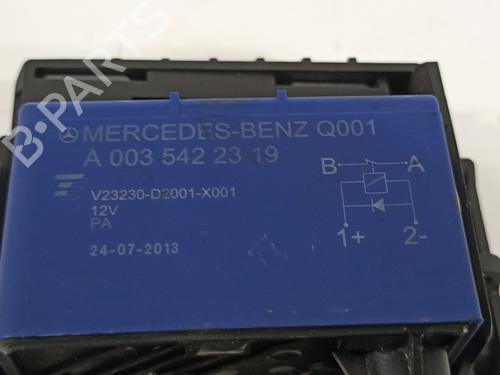 B-PARTS
MERCEDES-BENZ Q001
A 003 542 23 19
B A
V23230-D2001-X001
12V
PA
1+ 2-
24-07-2013